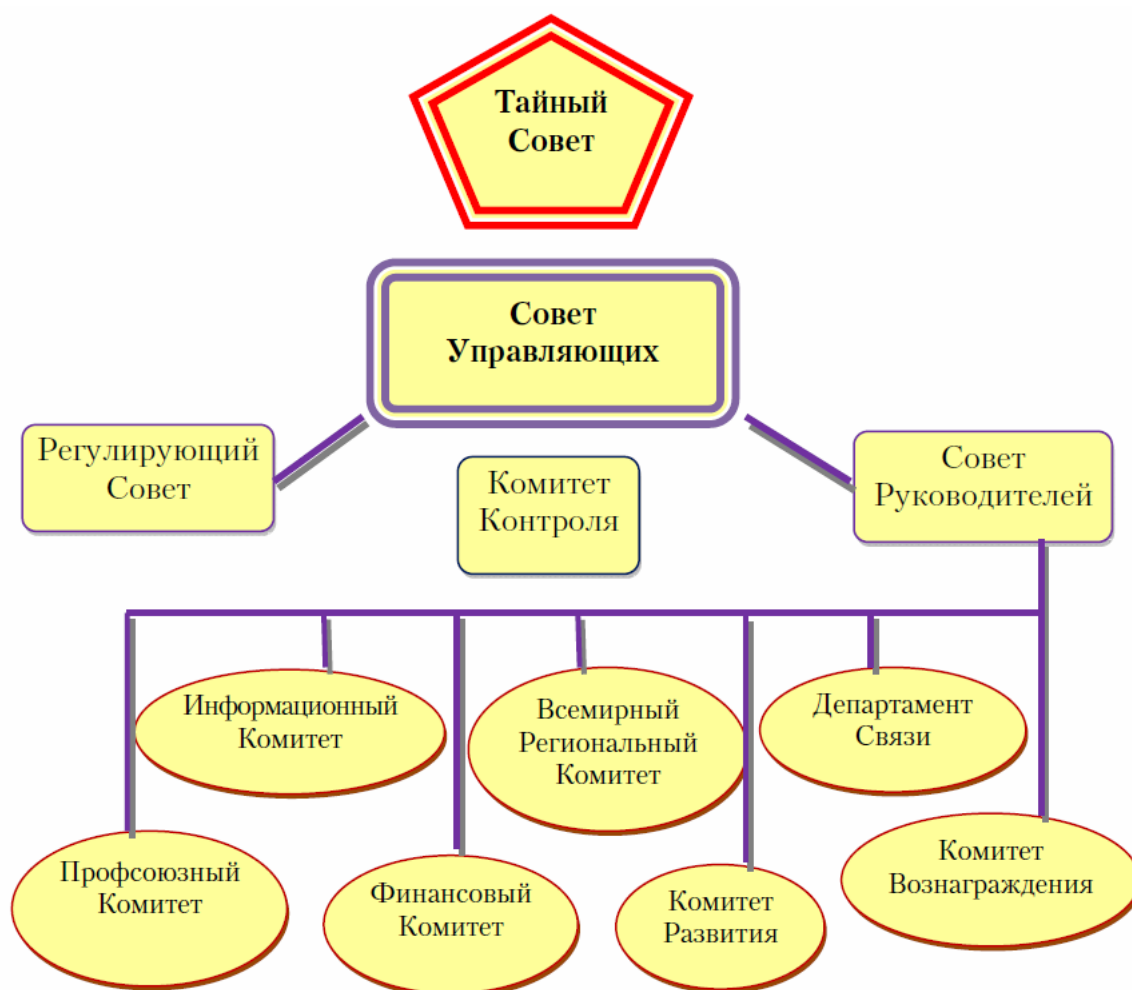 Тайный
Совет
Совет
Управляющих
Регулирующий
Совет
Комитет
Контроля
Совет
Руководителей
Информационный
Комитет
Всемирный
Региональный
Комитет
Департамент
Связи
Профсоюзный
Комитет
Финансовый
Комитет
Комитет
Развития
Комитет
Вознаграждения